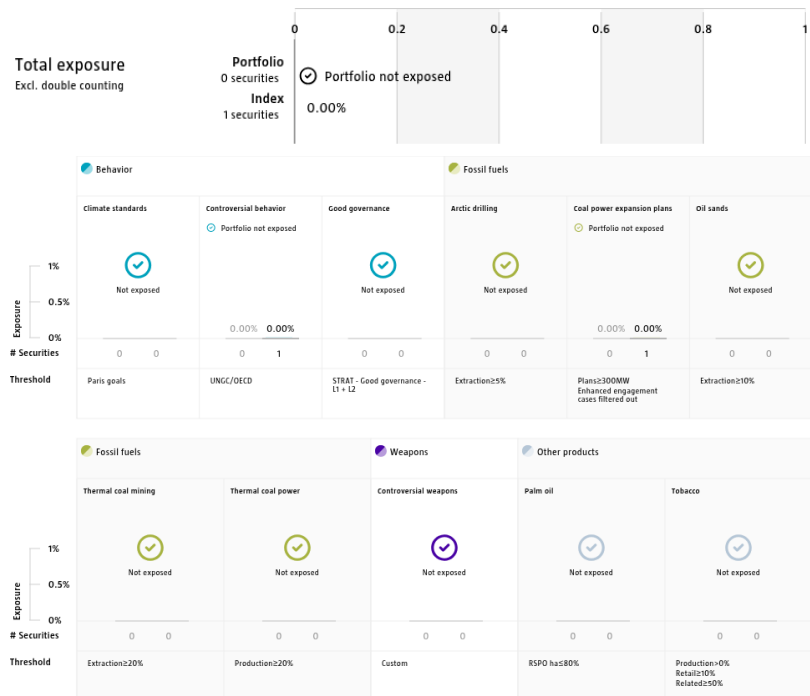 0 0.2 0.4 0.6 0.8 1
Total exposure
Excl. double counting
Portfolio
0 securities
Portfolio not exposed
Index
1 securities
0.00%
Behavior
Fossil fuels
Climate standards
Controversial behavior
Good governance
Arctic drilling
Coal power expansion plans
Oil sands
Portfolio not exposed
Portfolio not exposed
Not exposed
Not exposed
Not exposed
Not exposed
Exposure
1%
0.5%
0%
0.00% 0.00%
0.00% 0.00%
# Securities
0 0
0 1
0 0
0 0
0 1
0 0
Threshold
Paris goals
UNGC/OECD
STRAT - Good governance -
L1 + L2
Extraction≥5%
Plans≥300MW
Enhanced engagement
cases filtered out
Extraction≥10%
Fossil fuels
Weapons
Other products
Thermal coal mining
Thermal coal power
Controversial weapons
Palm oil
Tobacco
Not exposed
Not exposed
Not exposed
Not exposed
Not exposed
Exposure
1%
0.5%
0%
# Securities
0 0
0 0
0 0
0 0
0 0
Threshold
Extraction≥20%
Production≥20%
Custom
RSPO ha≤80%
Production>0%
Retail≥10%
Related≥50%